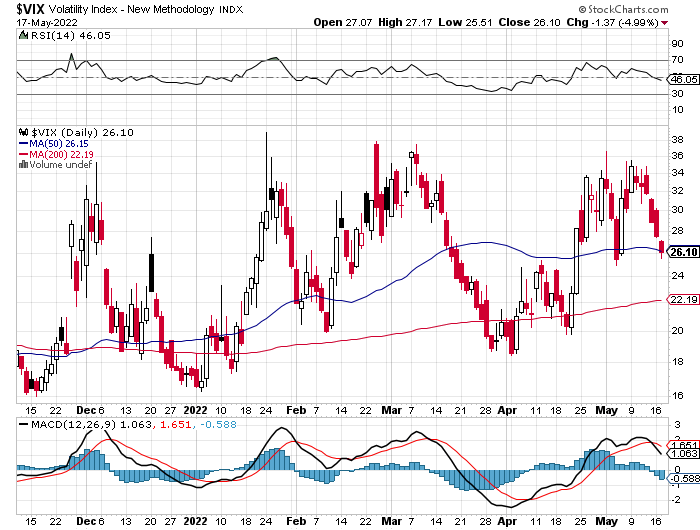 $VIX Volatility Index - New Methodology INDX © StockCharts.com
17-May-2022 Open 27.07 High 27.17 Low 25.51 Close 26.10 Chg -1.37 (-4.99%)
RSI(14) 46.05
90
70
50
46.05
30
10
$VIX (Daily) 26.10
MA(50) 26.15
MA(200) 22.19
Volume undef
38
36
34
32
30
28
26.10
24
22.19
20
18
16
15 22 Dec 6 13 20 27 2022 10 18 24 Feb 7 14 22 Mar 7 14 21 28 Apr 11 18 25 May 9 16
MACD(12,26,9) 1.063, 1.651, -0.588
3
2
1.651
1.063
0
-0.588
-1
-2
15 22 Dec 6 13 20 27 2022 10 18 24 Feb 7 14 22 Mar 7 14 21 28 Apr 11 18 25 May 9 16